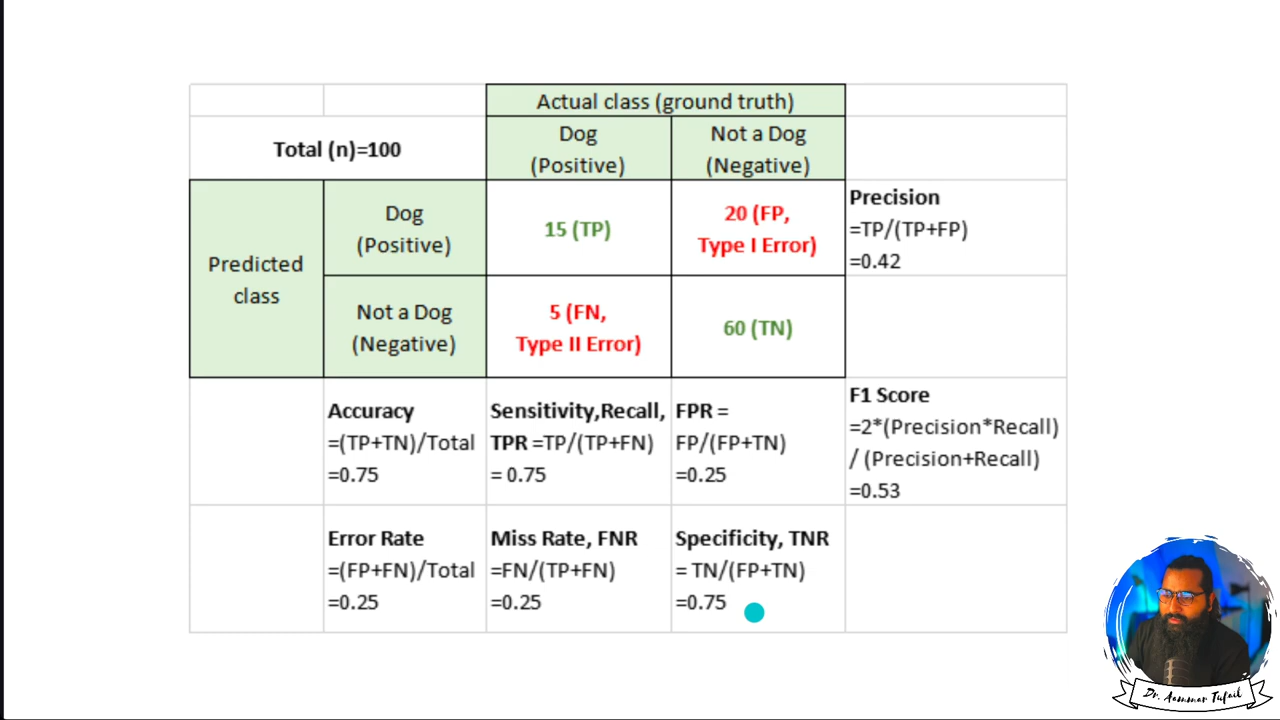 Actual class (ground truth)
Total (n)=100
Dog
(Positive)
Not a Dog
(Negative)
Predicted
class
Dog
(Positive)
15 (TP)
20 (FP,
Type I Error)
Precision
=TP/(TP+FP)
=0.42
Not a Dog
(Negative)
5 (FN,
Type II Error)
60 (TN)
Accuracy
=(TP+TN)/Total
=0.75
Sensitivity,Recall,
TPR =TP/(TP+FN)
= 0.75
FPR =
FP/(FP+TN)
=0.25
F1 Score
=2*(Precision*Recall)
/ (Precision+Recall)
=0.53
Error Rate
=(FP+FN)/Total
=0.25
Miss Rate, FNR
=FN/(TP+FN)
=0.25
Specificity, TNR
= TN/(FP+TN)
=0.75
Dr. Aammar Tufail